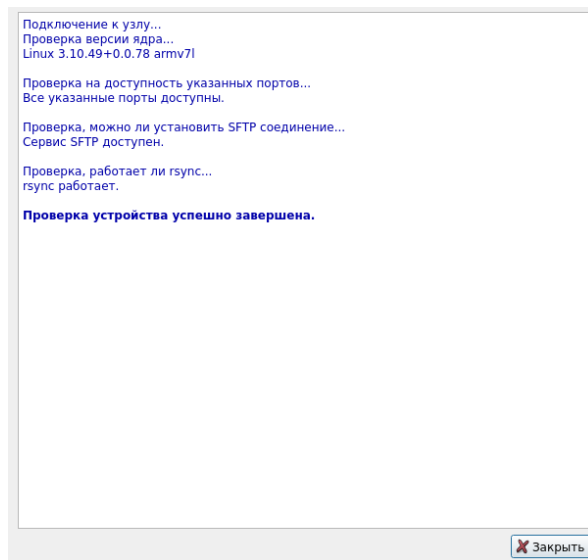 Подключение к узлу...
Проверка версии ядра...
Linux 3.10.49+0.0.78 armv7l
Проверка на доступность указанных портов...
Все указанные порты доступны.
Проверка, можно ли установить SFTP соединение...
Сервис SFTP доступен.
Проверка, работает ли rsync...
rsync работает.
Проверка устройства успешно завершена.
Закрыть